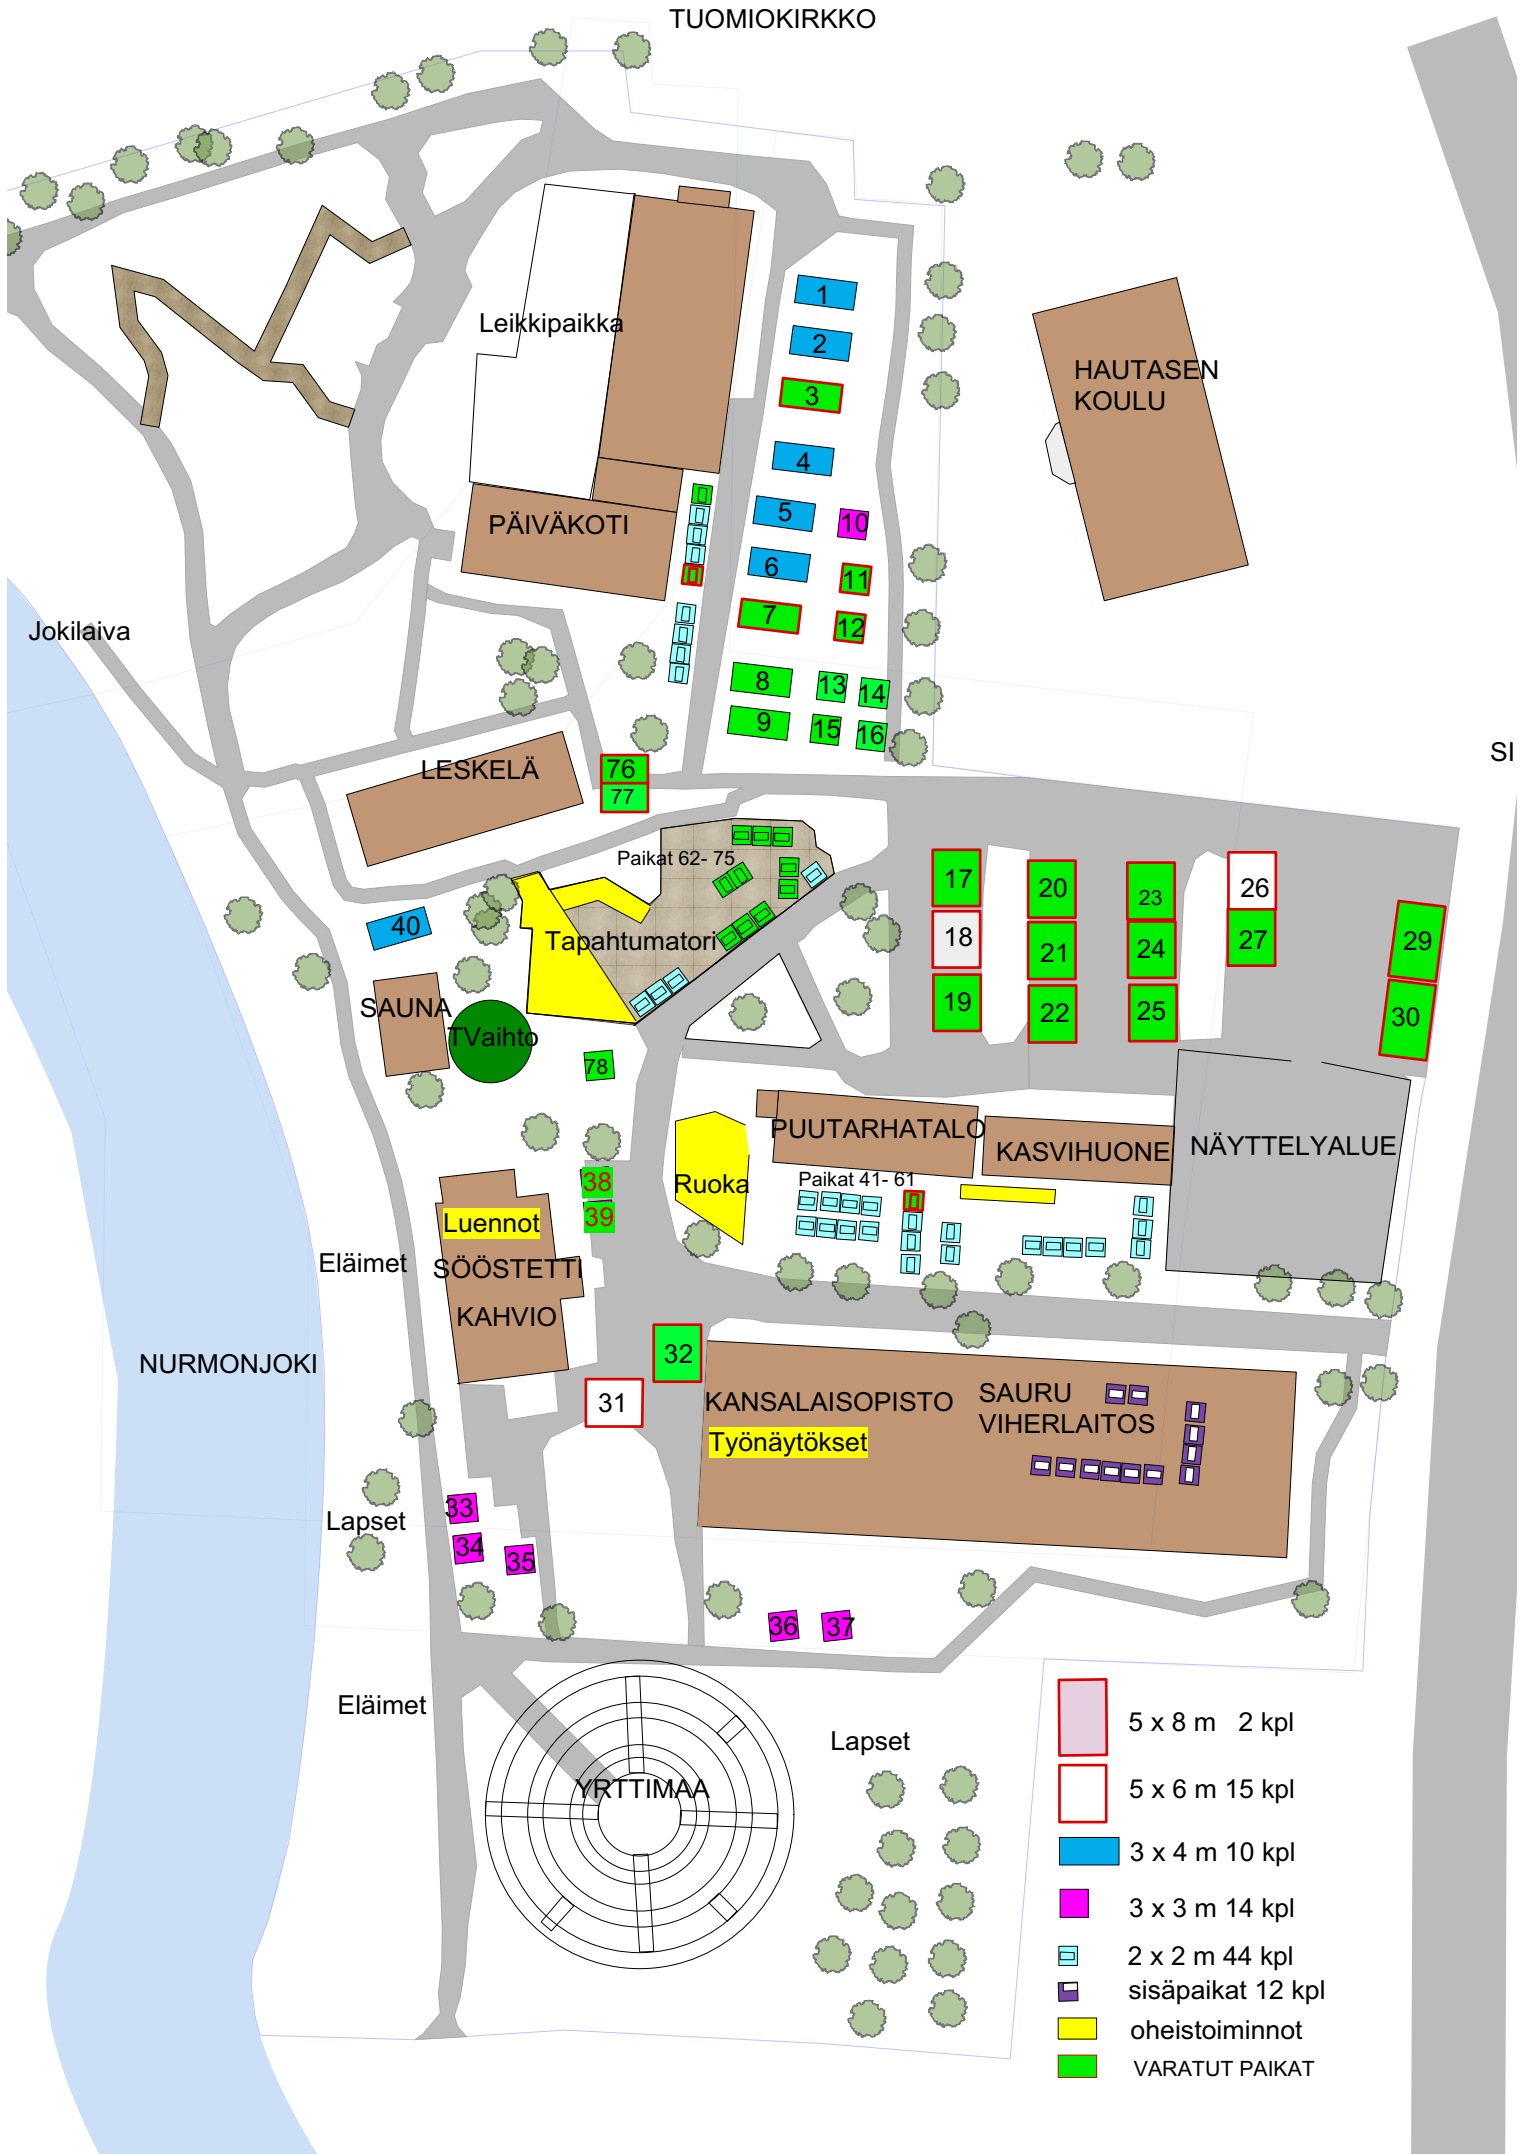 TUOMIOKIRKKO
1
Leikkipaikka
2
HAUTASEN
KOULU
3
4
5
10
PÄIVÄKOTI
6
11
7
12
Jokilaiva
8
13
14
9
15
16
SI
LESKELÄ
76
77
Paikat 62- 75
17
20
23
26
40
Tapahtumatori
18
21
24
27
29
SAUNA
19
22
25
30
TVaihto
78
PUUTARHATALO
KASVIHUONE
NÄYTTELYALUE
Ruoka
Paikat 41- 61
38
39
Luennot
Eläimet
SÖÖSTETTI
KAHVIO
NURMONJOKI
32
31
KANSALAISOPISTO
Työnäytökset
SAURU
VIHERLAITOS
33
Lapset
34
35
36
37
Eläimet
Lapset
YRTTIMAA
5 x 8 m 2 kpl
5 x 6 m 15 kpl
3 x 4 m 10 kpl
3 x 3 m 14 kpl
2 x 2 m 44 kpl
sisäpaikat 12 kpl
oheistoiminnot
VARATUT PAIKAT